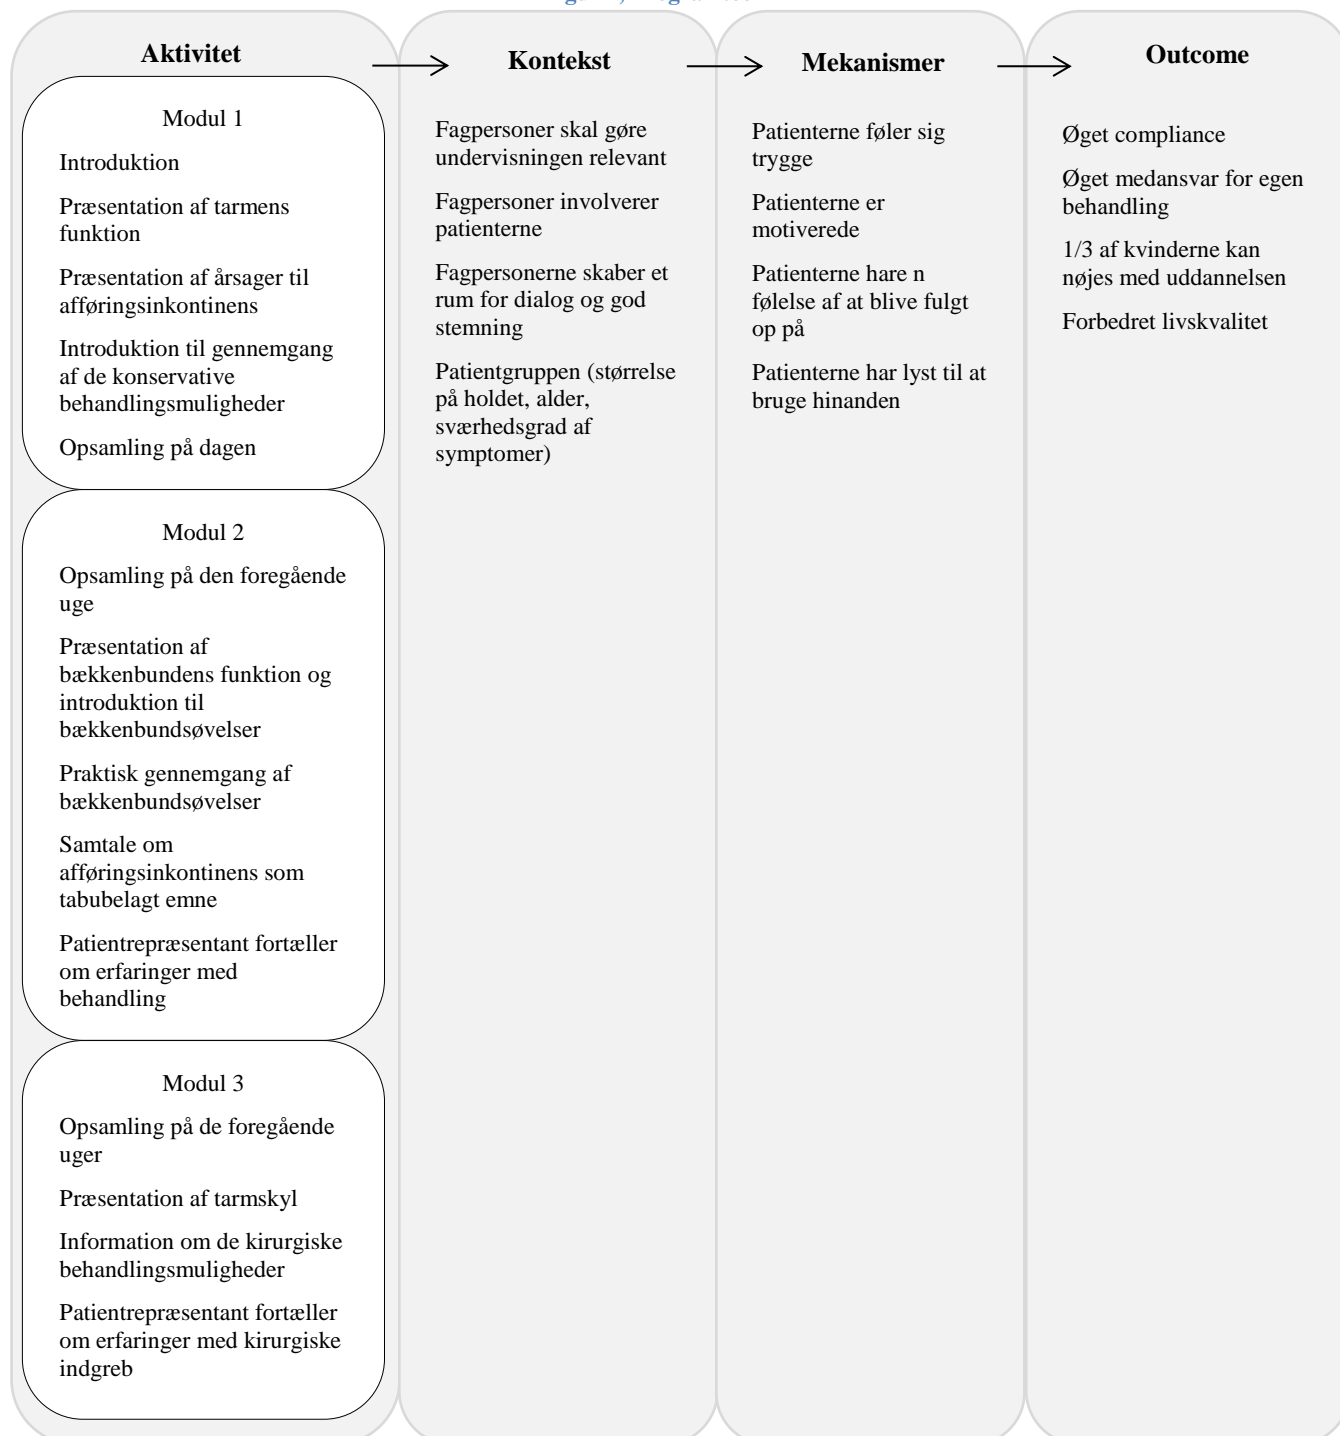 Aktivitet
Modul 1
Introduktion
Præsentation af tarmens
funktion
Præsentation af årsager til
afføringsinkontinens
Introduktion til gennemgang
af de konservative
behandlingsmuligheder
Opsamling på dagen
Modul 2
Opsamling på den foregående
uge
Præsentation af
bækkenbundens funktion og
introduktion til
bækkenbundsøvelser
Praktisk gennemgang af
bækkenbundsøvelser
Samtale om
afføringsinkontinens som
tabubelagt emne
Patientrepræsentant fortæller
om erfaringer med
behandling
Modul 3
Opsamling på de foregående
uger
Præsentation af tarmskyl
Information om de kirurgiske
behandlingsmuligheder
Patientrepræsentant fortæller
om erfaringer med kirurgiske
indgreb
Kontekst
Fagpersoner skal gøre
undervisningen relevant
Fagpersoner involverer
patienterne
Fagpersonerne skaber et
rum for dialog og god
stemning
Patientgruppen (størrelse
på holdet, alder,
sværhedsgrad af
symptomer)
Mekanismer
Patienterne føler sig
trygge
Patienterne er
motiverede
Patienterne hare n
følelse af at blive fulgt
op på
Patienterne har lyst til at
bruge hinanden
Outcome
Øget compliance
Øget medansvar for egen
behandling
1/3 af kvinderne kan
nøjes med uddannelsen
Forbedret livskvalitet